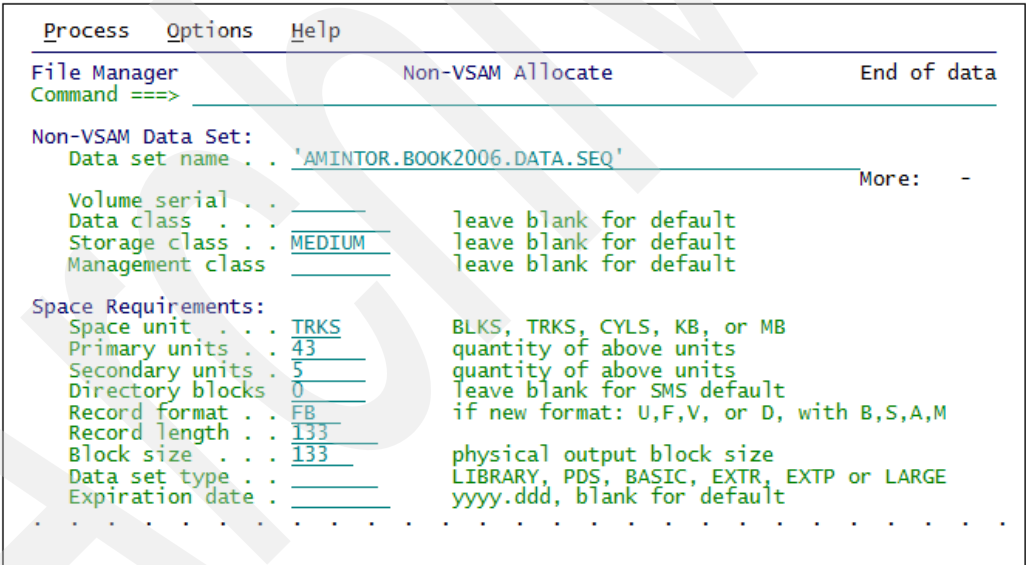 Process Options Help
File Manager Non-VSAM Allocate End of data
Command ===>
Non-VSAM Data Set:
Data set name . . 'AMINTOR.BOOK2006.DATA.SEQ'
More: -
Volume serial . .
Data class . . . leave blank for default
Storage class . . MEDIUM leave blank for default
Management class leave blank for default
Space Requirements:
Space unit . . . TRKS BLKS, TRKS, CYLS, KB, or MB
Primary units . . 43 quantity of above units
Secondary units . 5 quantity of above units
Directory blocks 0 leave blank for SMS default
Record format . . FB if new format: U,F,V, or D, with B,S,A,M
Record length . . 133
Block size . . . 133 physical output block size
Data set type . . LIBRARY, PDS, BASIC, EXTR, EXTP or LARGE
Expiration date . yyyy.ddd, blank for default
. . . . . . . . . . . . . . . . . . . . . . . . . . . .